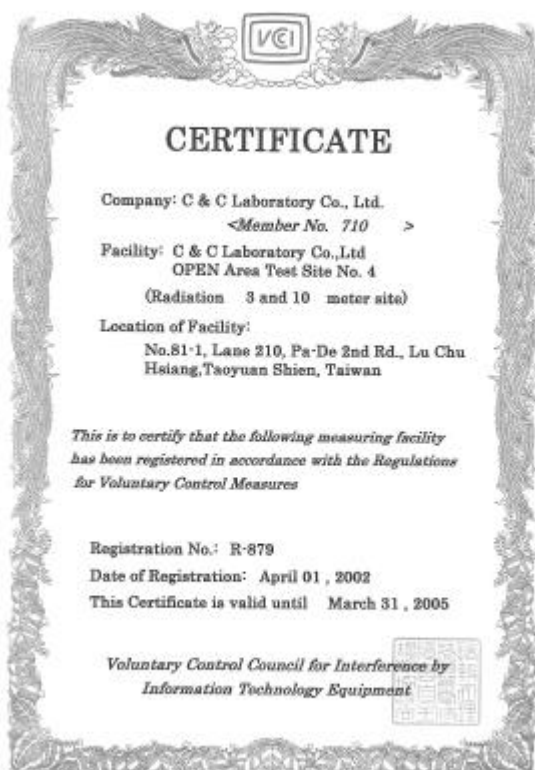 VCCI
CERTIFICATE
Company: C & C Laboratory Co., Ltd.
<Member No. 710 >
Facility: C & C Laboratory Co.,Ltd
OPEN Area Test Site No. 4
(Radiation 3 and 10 meter site)
Location of Facility:
No.81-1, Lane 210, Pa-De 2nd Rd., Lu Chu
Hsiang,Taoyuan Shien, Taiwan
This is to certify that the following measuring facility
has been registered in accordance with the Regulations
for Voluntary Control Measures
Registration No.: R-879
Date of Registration: April 01 , 2002
This Certificate is valid until March 31 , 2005
Voluntary Control Council for Interference by
Information Technology Equipment